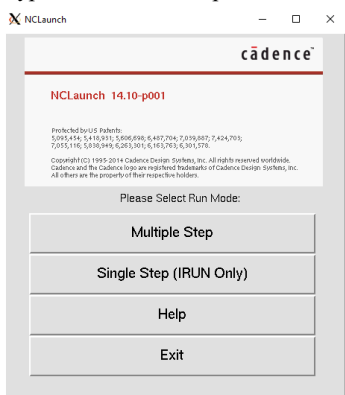 NCLaunch
cādence™
NCLaunch 14.10-p001
Protected by US Patents:
5,095,454; 5,418,931; 5,606,698; 6,487,704; 7,039,887; 7,424,703;
7,055,116; 5,838,949; 6,263,301; 6,163,763; 6,301,578.
Copyright (C) 1995-2014 Cadence Design Systems, Inc. All rights reserved worldwide.
Cadence and the Cadence logo are registered trademarks of Cadence Design Systems, Inc.
All others are the property of their respective holders.
Please Select Run Mode:
Multiple Step
Single Step (IRUN Only)
Help
Exit